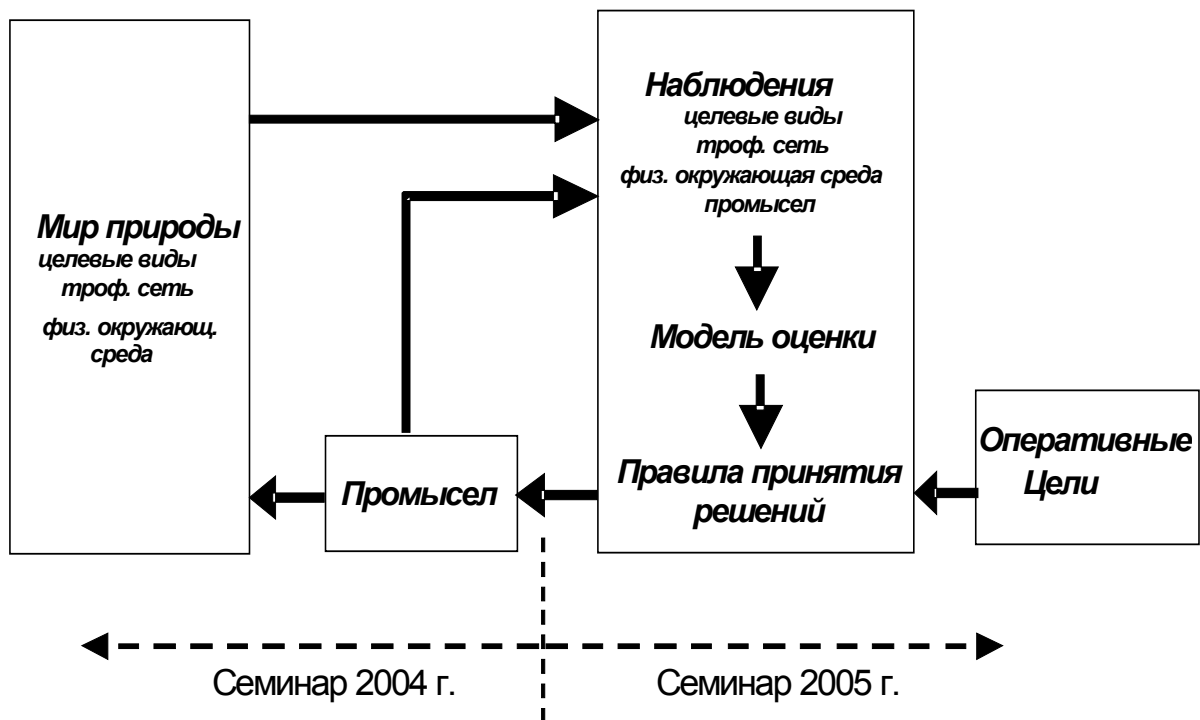 Мир природы
целевые виды
троф. сеть
физ. окружающ.
среда
Промысел
Наблюдения
целевые виды
троф. сеть
физ. окружающая среда
промысел
Модель оценки
Правила принятия
решений
Оперативные
Цели
Семинар 2004 г.
Семинар 2005 г.